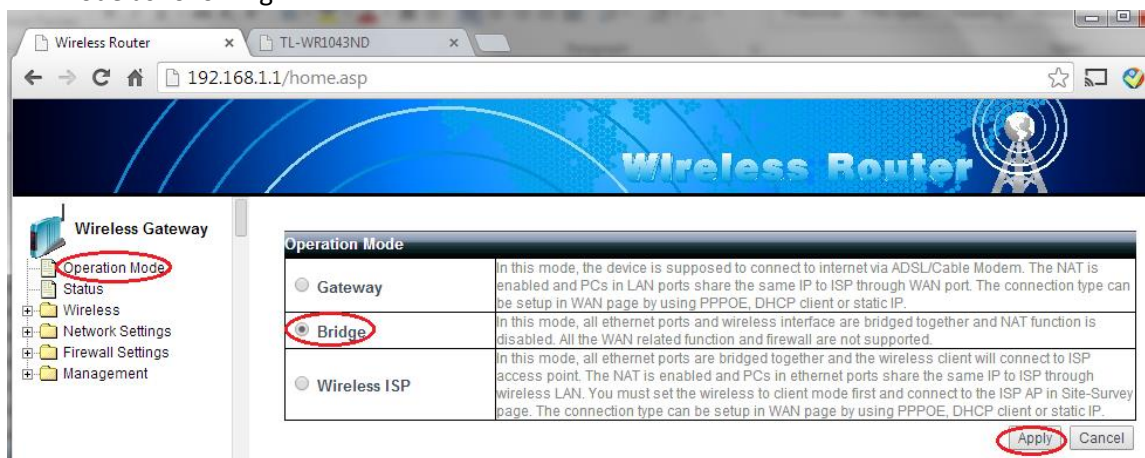 Wireless Router
TL-WR1043ND
192.168.1.1/home.asp
Wireless Router
Wireless Gateway
Operation Mode
Status
Wireless
Network Settings
Firewall Settings
Management
Operation Mode
Gateway
In this mode, the device is supposed to connect to internet via ADSL/Cable Modem. The NAT is
enabled and PCs in LAN ports share the same IP to ISP through WAN port. The connection type can
be setup in WAN page by using PPPOE, DHCP client or static IP.
Bridge
In this mode, all ethernet ports and wireless interface are bridged together and NAT function is
disabled. All the WAN related function and firewall are not supported.
Wireless ISP
In this mode, all ethernet ports are bridged together and the wireless client will connect to ISP
access point. The NAT is enabled and PCs in ethernet ports share the same IP to ISP through
wireless LAN. You must set the wireless to client mode first and connect to the ISP AP in Site-Survey
page. The connection type can be setup in WAN page by using PPPOE, DHCP client or static IP.
Apply Cancel